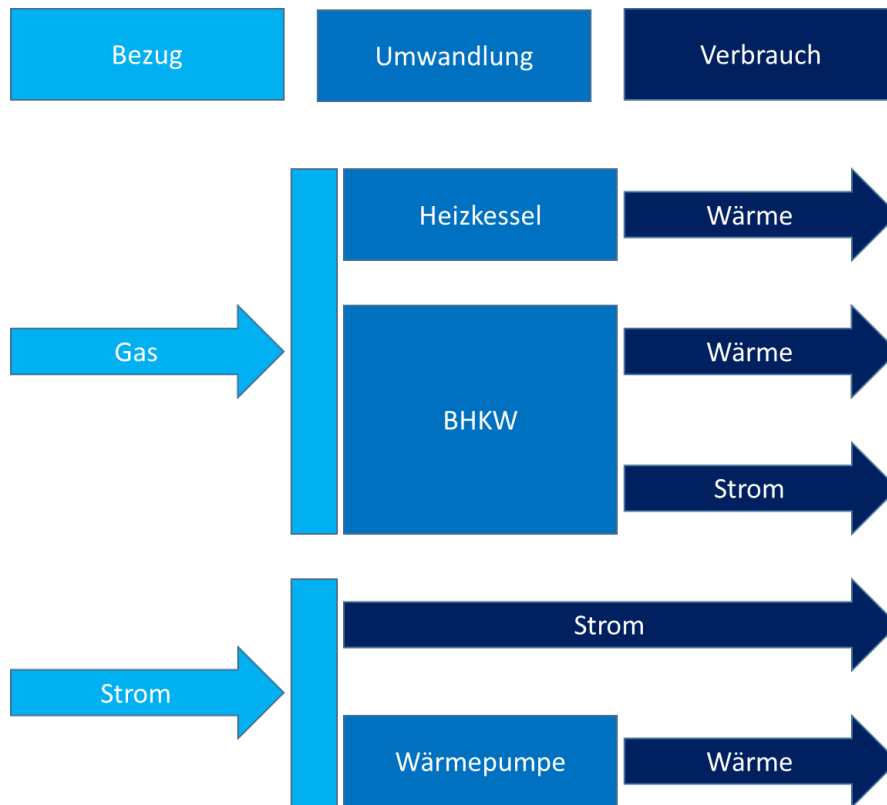 Bezug
Umwandlung
Verbrauch
Heizkessel
Wärme
Gas
BHKW
Wärme
Strom
Strom
Strom
Wärmepumpe
Wärme